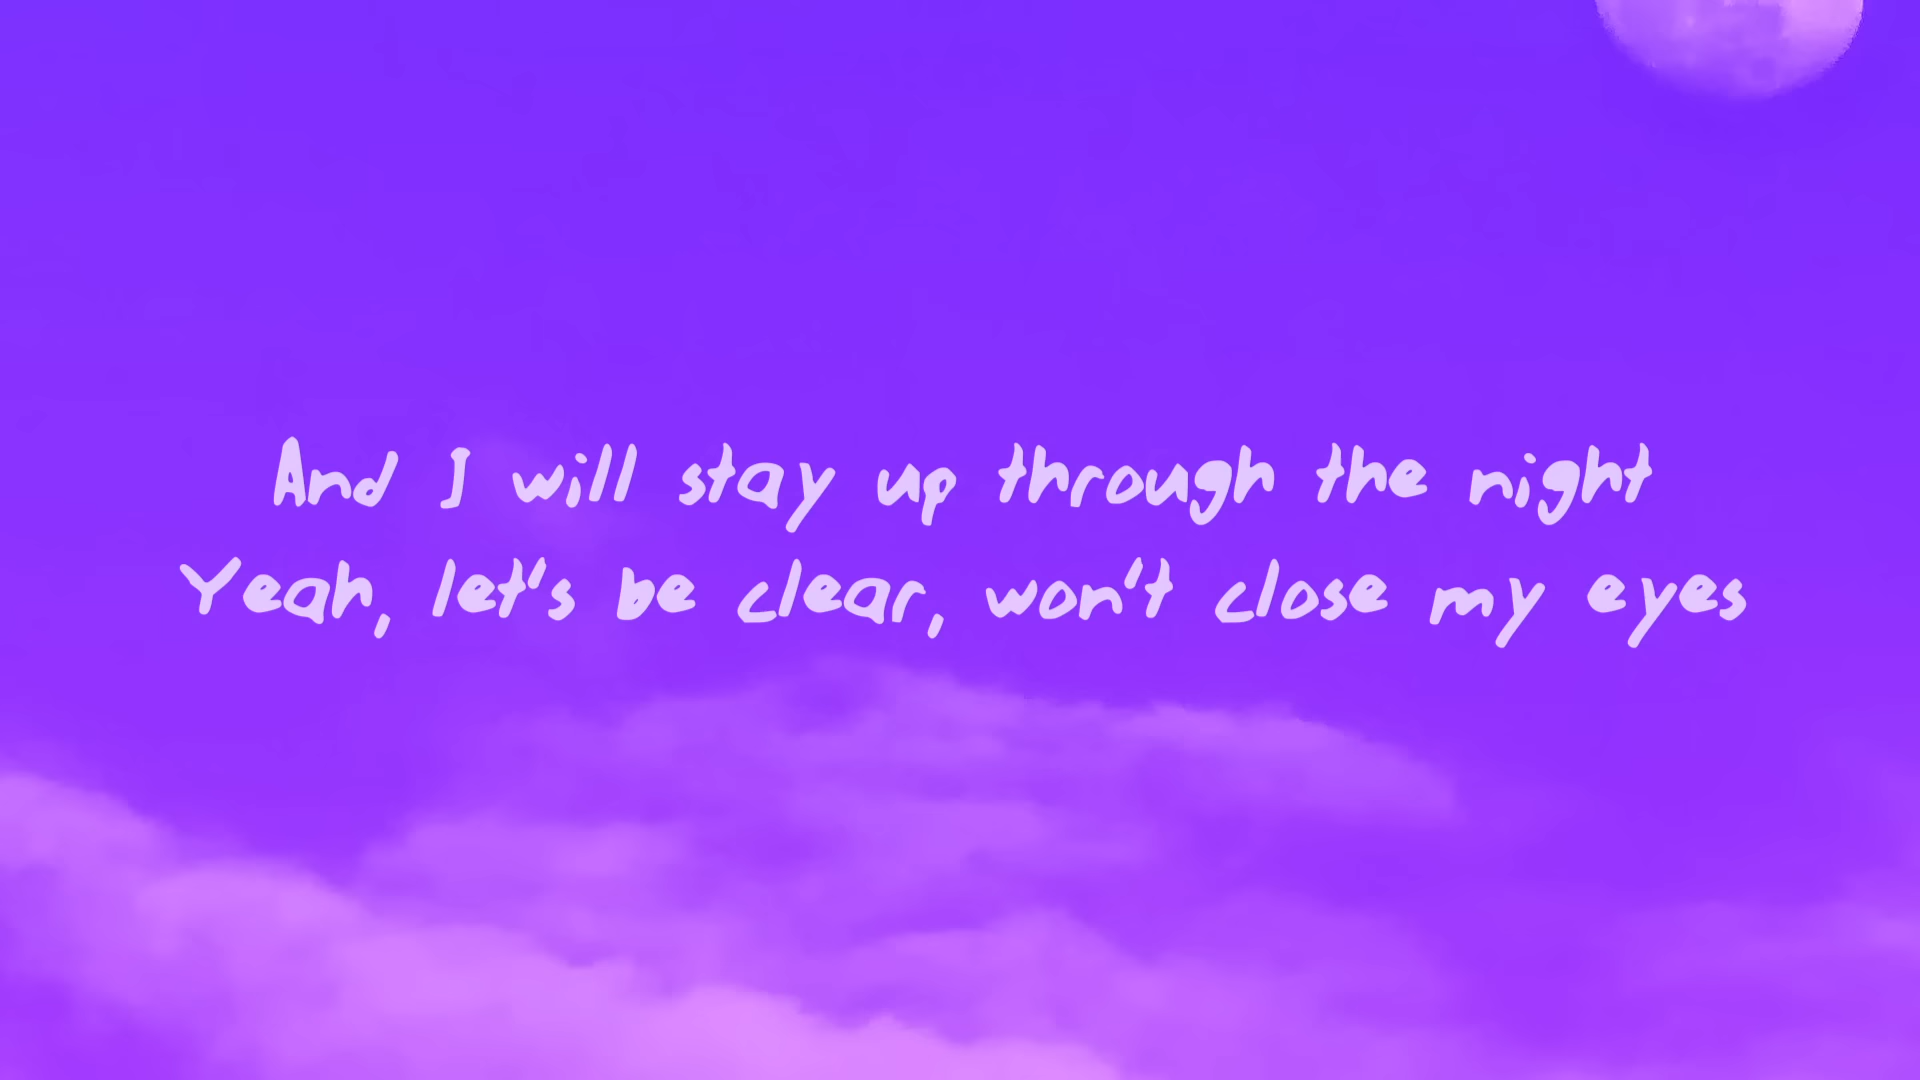 And I will stay up through the night
Yeah, let's be clear, won't close my eyes